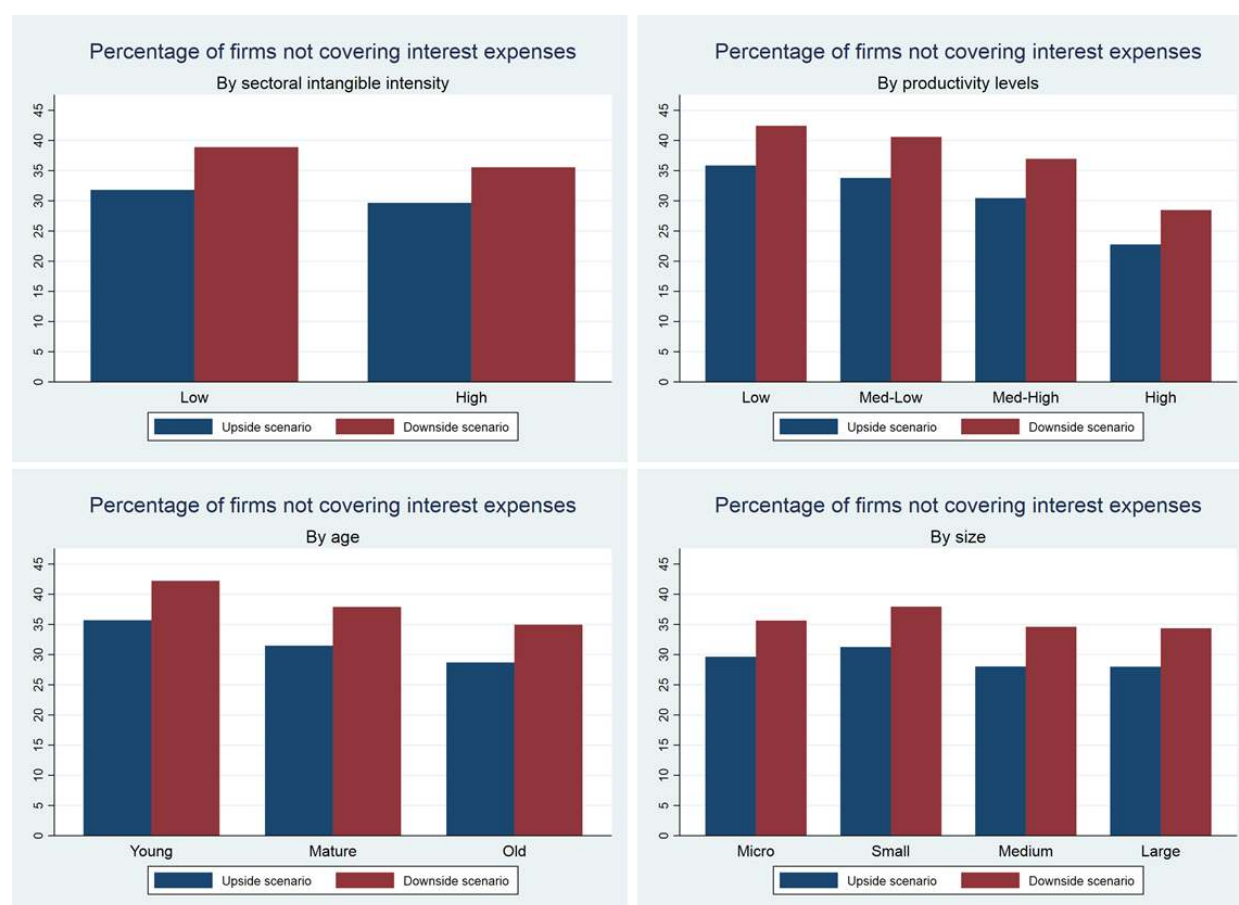 Percentage of firms not covering interest expenses
By sectoral intangible intensity
45
40
35
30
25
20
15
10
5
0
Low High
Upside scenario Downside scenario
Percentage of firms not covering interest expenses
By productivity levels
45
40
35
30
25
20
15
10
5
0
Low Med-Low Med-High High
Upside scenario Downside scenario
Percentage of firms not covering interest expenses
By age
45
40
35
30
25
20
15
10
5
0
Young Mature Old
Upside scenario Downside scenario
Percentage of firms not covering interest expenses
By size
45
40
35
30
25
20
15
10
5
0
Micro Small Medium Large
Upside scenario Downside scenario